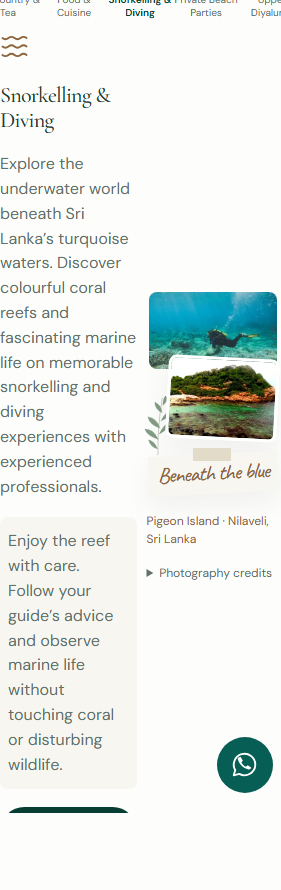 Tea
Cuisine
Snorkelling &
Diving
Private Beach
Parties
Snorkelling &
Diving
Explore the
underwater world
beneath Sri
Lanka’s turquoise
waters. Discover
colourful coral
reefs and
fascinating marine
life on memorable
snorkelling and
diving
experiences with
experienced
professionals.
Beneath the blue
Pigeon Island · Nilaveli,
Sri Lanka
Photography credits
Enjoy the reef
with care.
Follow your
guide’s advice
and observe
marine life
without
touching coral
or disturbing
wildlife.